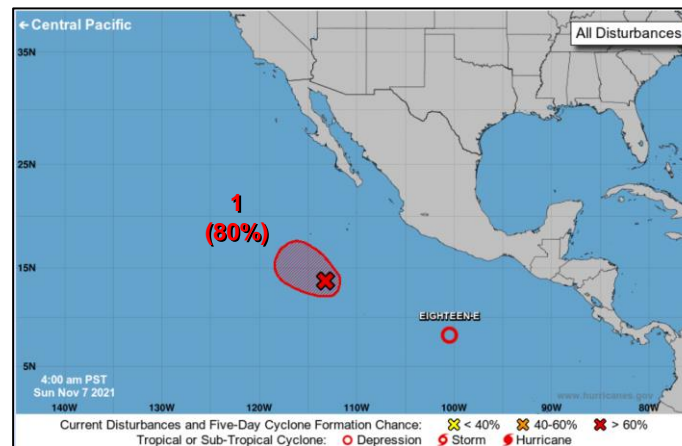 ← Central Pacific
All Disturbances
35N
25N
15N
5N
1
(80%)
EIGHTEEN-E
4:00 am PST
Sun Nov 7 2021
www.hurricanes.gov
140W 130W 120W 110W 100W 90W 80W
Current Disturbances and Five-Day Cyclone Formation Chance: < 40% 40-60% > 60%
Tropical or Sub-Tropical Cyclone: Depression Storm Hurricane